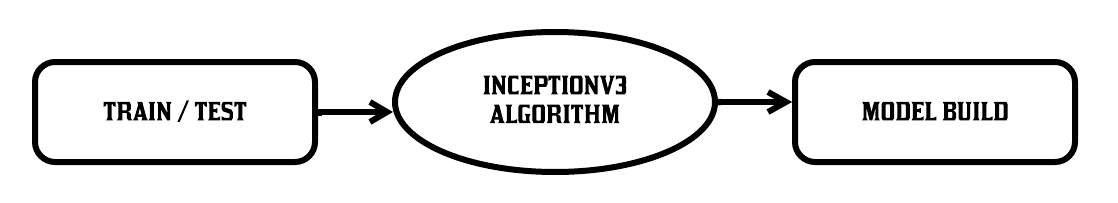 TRAIN / TEST
INCEPTIONV3
ALGORITHM
MODEL BUILD